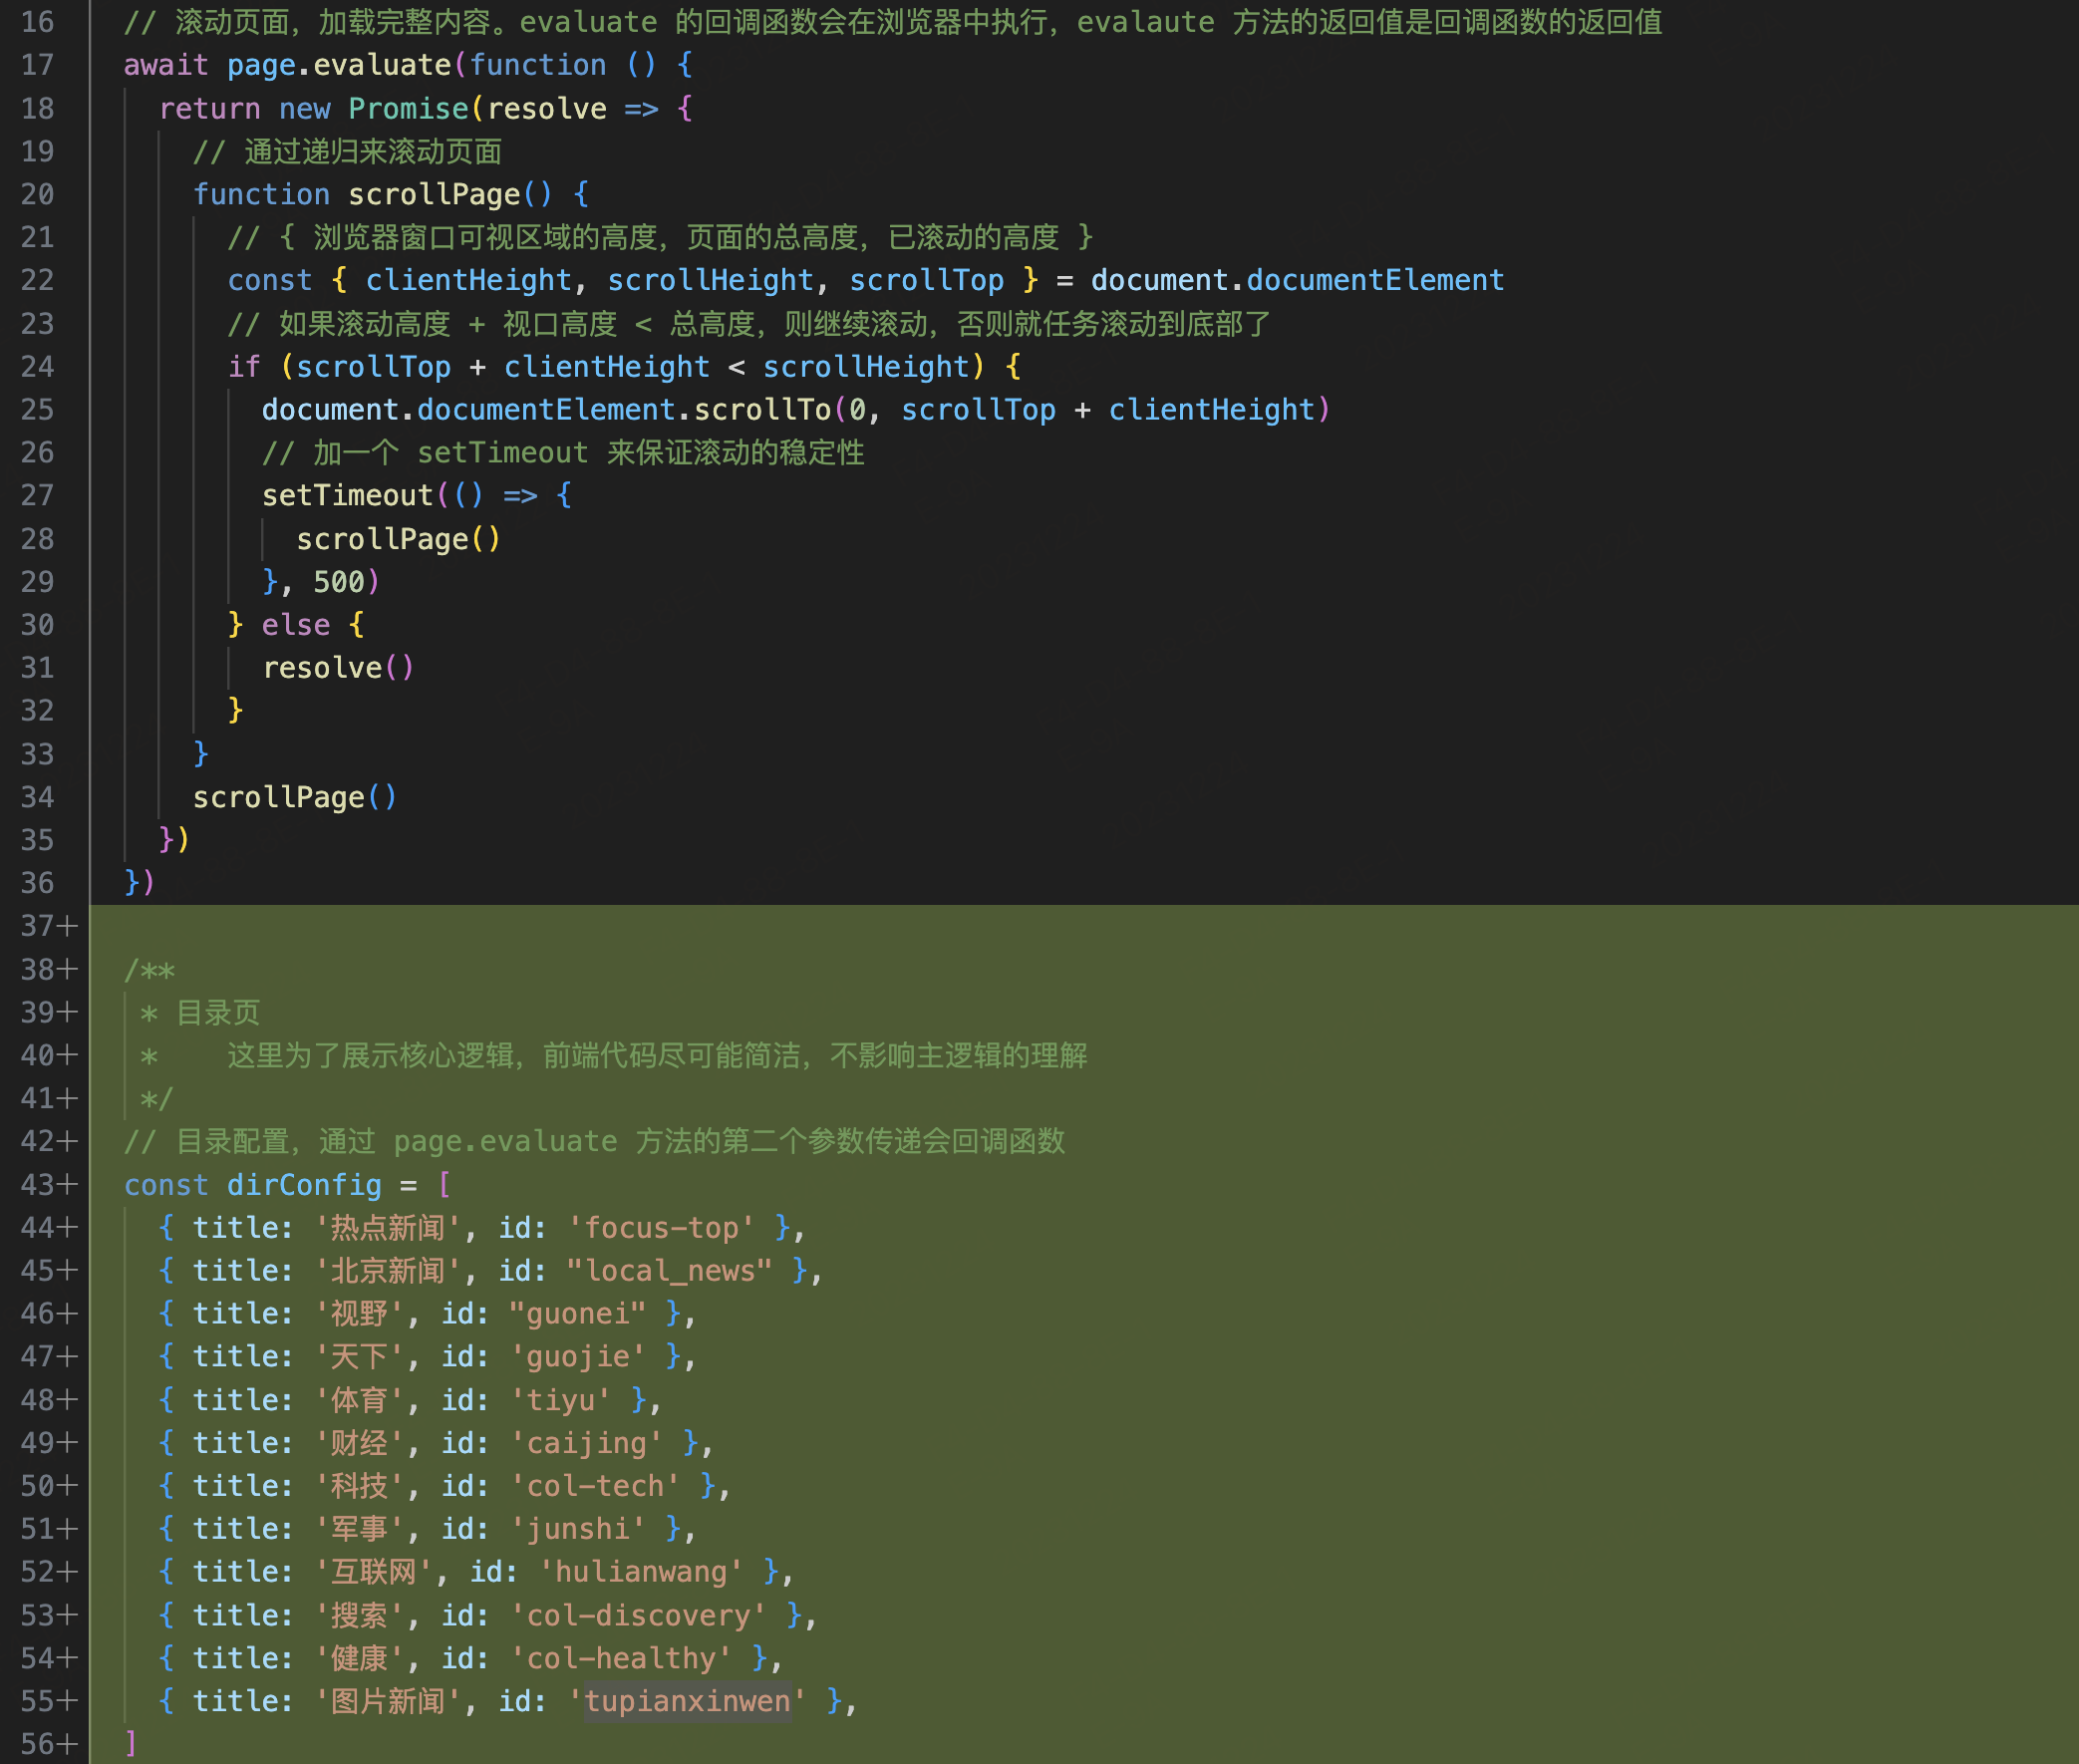 16 // 滚动页面，加载完整内容。evaluate 的回调函数会在浏览器中执行，evalaute 方法的返回值是回调函数的返回值
17 await page.evaluate(function () {
18 return new Promise(resolve => {
19 // 通过递归来滚动页面
20 function scrollPage() {
21 // { 浏览器窗口可视区域的高度，页面的总高度，已滚动的高度 }
22 const { clientHeight, scrollHeight, scrollTop } = document.documentElement
23 // 如果滚动高度 + 视口高度 < 总高度，则继续滚动，否则就任务滚动到底部了
24 if (scrollTop + clientHeight < scrollHeight) {
25 document.documentElement.scrollTo(0, scrollTop + clientHeight)
26 // 加一个 setTimeout 来保证滚动的稳定性
27 setTimeout(() => {
28 scrollPage()
29 }, 500)
30 } else {
31 resolve()
32 }
33 }
34 scrollPage()
35 })
36 })
37+
38+ /**
39+ * 目录页
40+ * 这里为了展示核心逻辑，前端代码尽可能简洁，不影响主逻辑的理解
41+ */
42+ // 目录配置，通过 page.evaluate 方法的第二个参数传递会回调函数
43+ const dirConfig = [
44+ { title: '热点新闻', id: 'focus-top' },
45+ { title: '北京新闻', id: "local_news" },
46+ { title: '视野', id: "guonei" },
47+ { title: '天下', id: 'guojie' },
48+ { title: '体育', id: 'tiyu' },
49+ { title: '财经', id: 'caijing' },
50+ { title: '科技', id: 'col-tech' },
51+ { title: '军事', id: 'junshi' },
52+ { title: '互联网', id: 'hulianwang' },
53+ { title: '搜索', id: 'col-discovery' },
54+ { title: '健康', id: 'col-healthy' },
55+ { title: '图片新闻', id: 'tupianxinwen' },
56+ ]